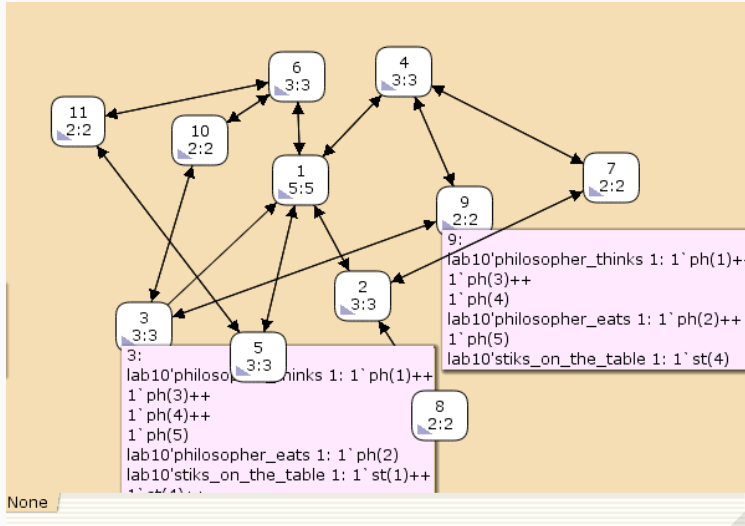 6
3:3
4
3:3
11
2:2
10
2:2
1
5:5
7
2:2
9
2:2
9:
lab10'philosopher_thinks 1: 1`ph(1)+
1`ph(3)++
1`ph(4)
lab10'philosopher_eats 1: 1`ph(2)++
1`ph(5)
lab10'stiks_on_the_table 1: 1`st(4)
2
3:3
3
3:3
5
3:3
3:
1`ph(1)++
1`ph(3)++
1`ph(4)++
1`ph(5)
lab10'philosopher_eats 1: 1`ph(2)
lab10'stiks_on_the_table 1: 1`st(1)++
1`st(4)++
8
2:2
None